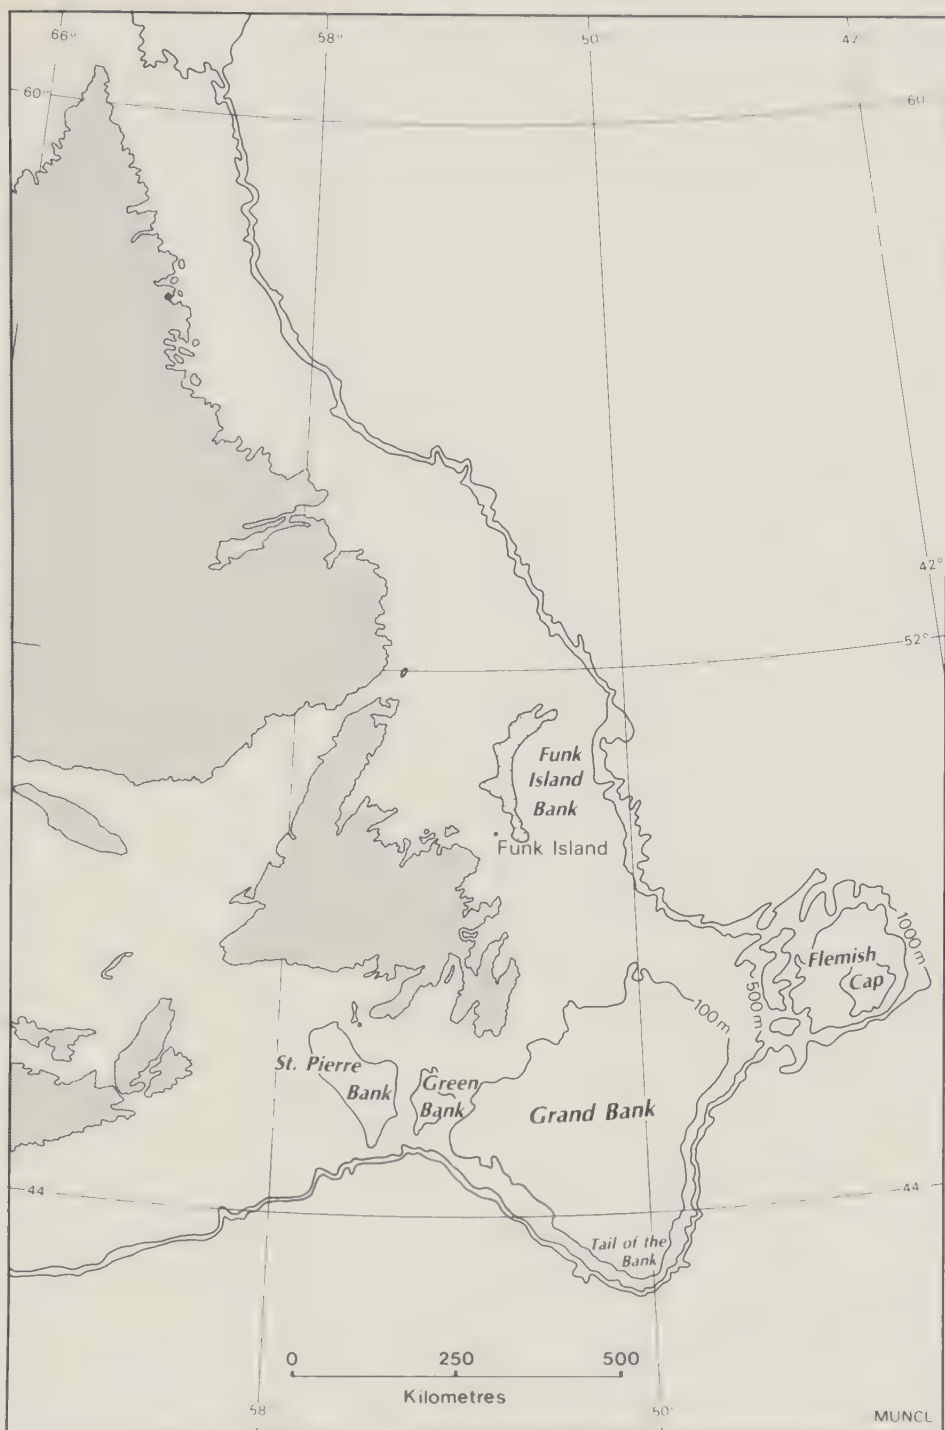 66°
58°
50°
42°
60°
60
42°
52°
Funk
Island
Bank
Funk Island
1000 m
Flemish
Cap
500 m
100 m
St. Pierre
Bank
Green
Bank
Grand Bank
44
44
Tail of the
Bank
0 250 500
Kilometres
58
50°
MUNCL